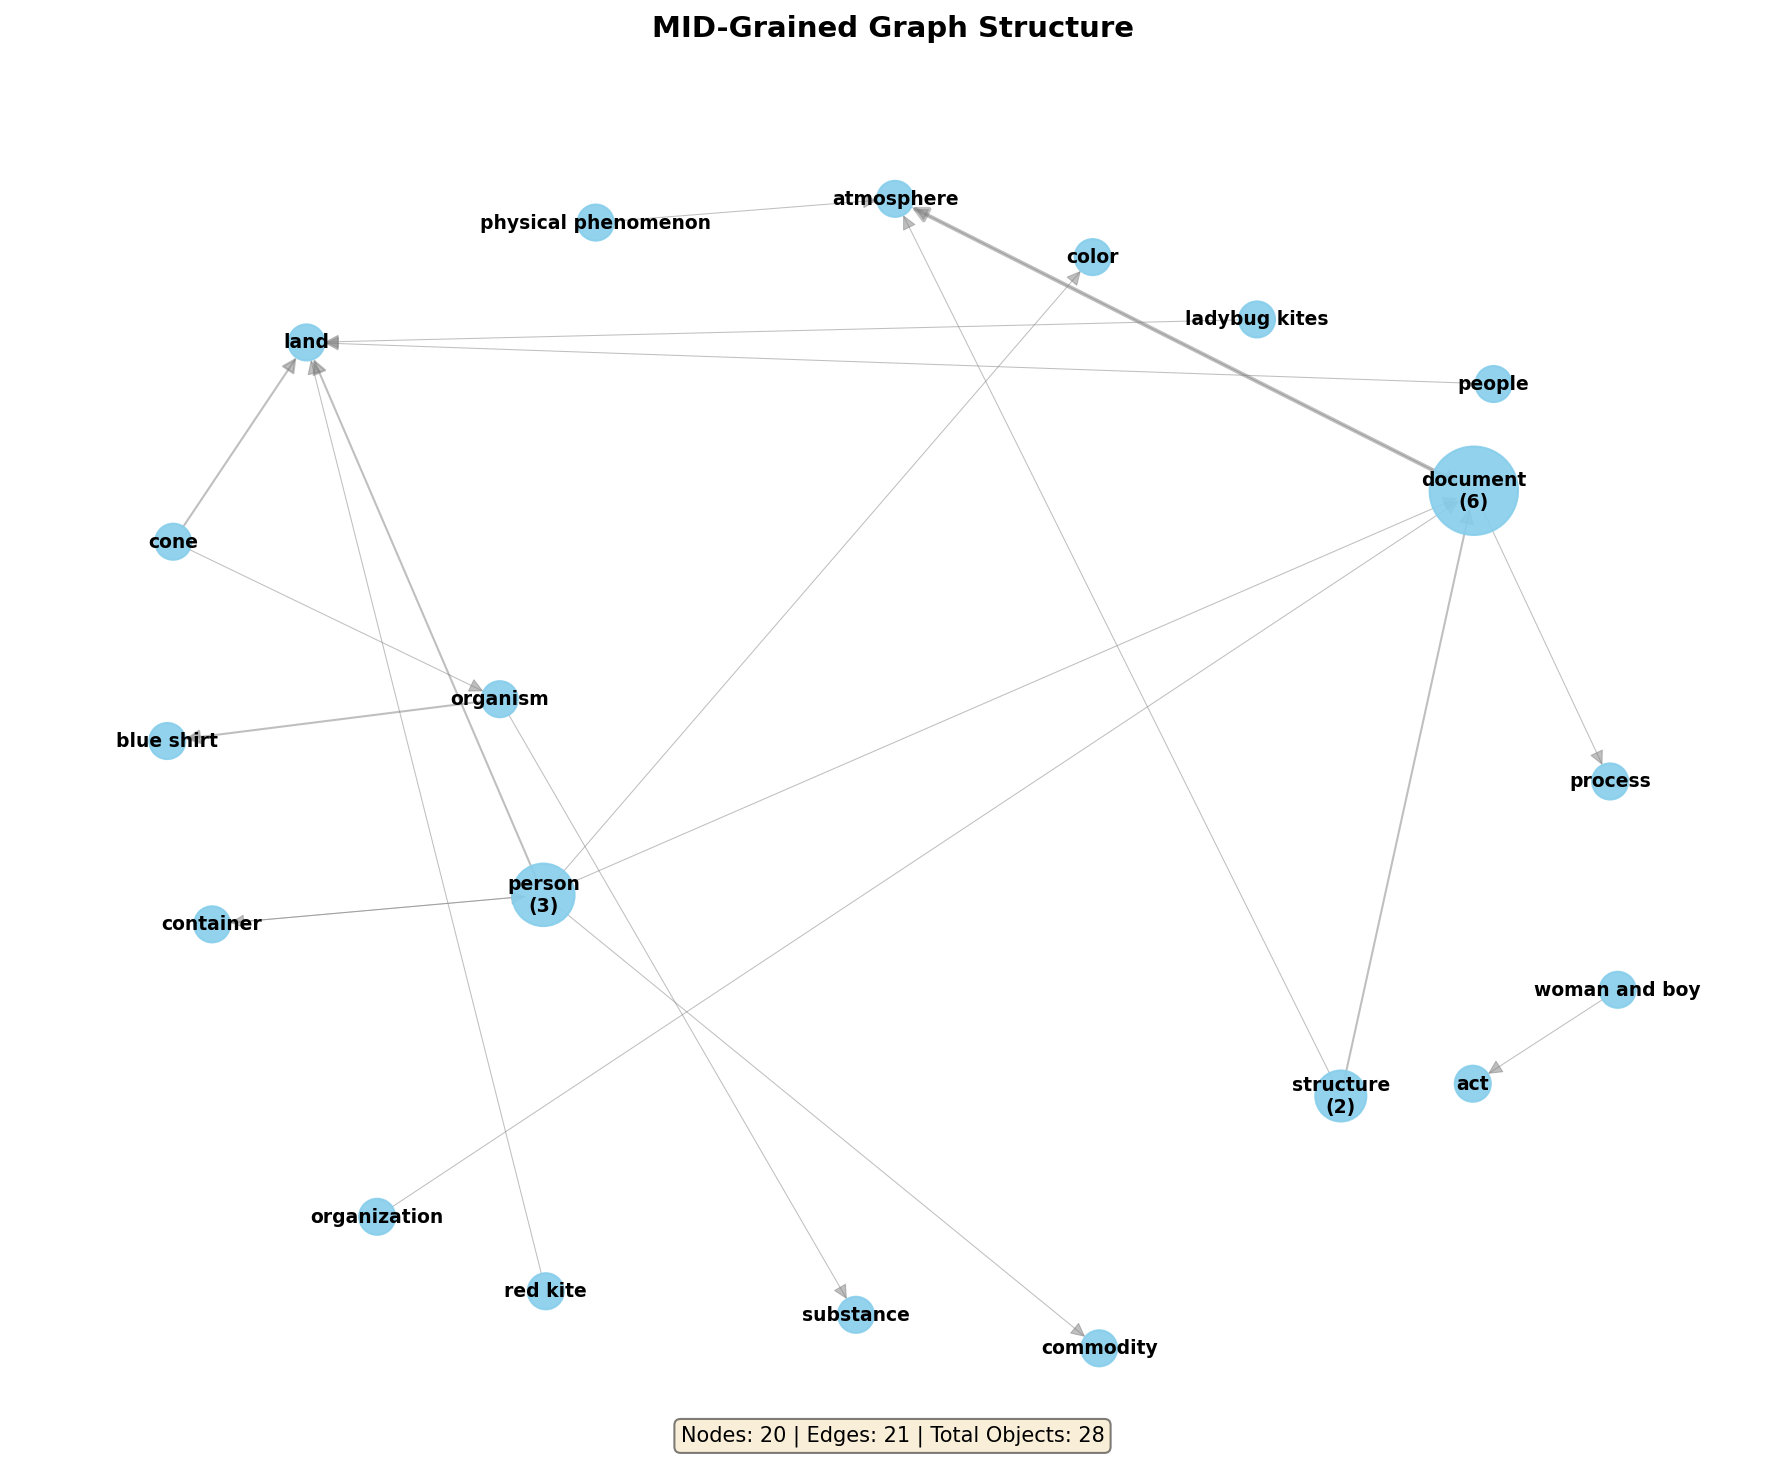 MID-Grained Graph Structure
atmosphere
physical phenomenon
color
ladybug kites
land
people
document
(6)
cone
organism
blue shirt
process
person
(3)
container
woman and boy
structure
(2)
act
organization
red kite
substance
commodity
Nodes: 20 | Edges: 21 | Total Objects: 28